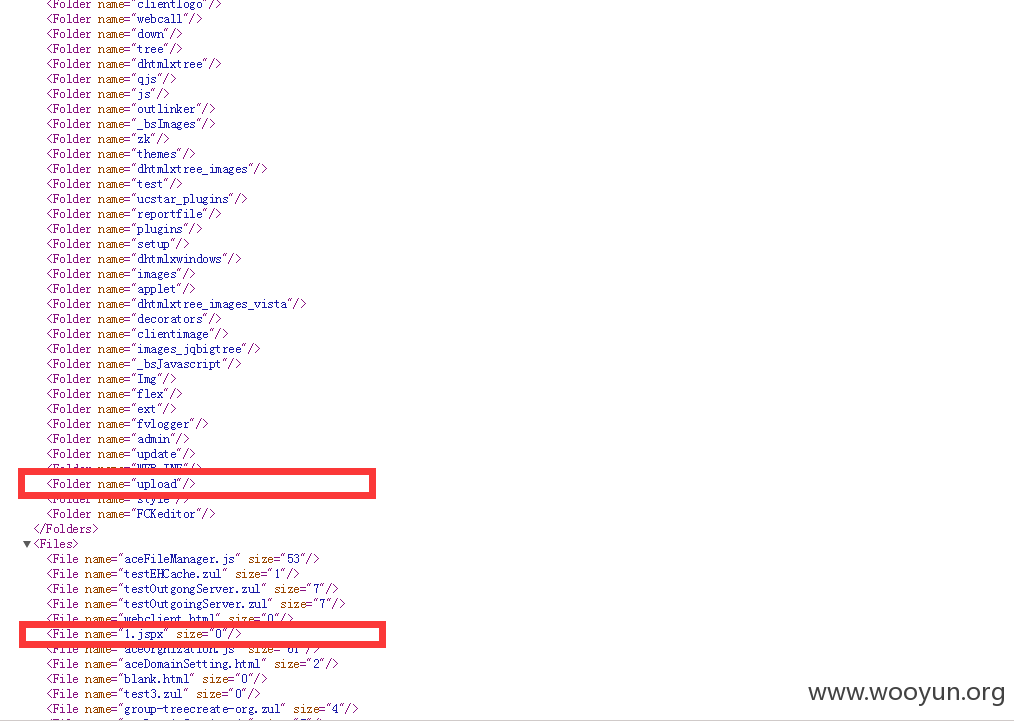 <Folder name="clientlogo"/>
<Folder name="webcall"/>
<Folder name="down"/>
<Folder name="tree"/>
<Folder name="dhtmlxtree"/>
<Folder name="qjs"/>
<Folder name="js"/>
<Folder name="outlinker"/>
<Folder name="_bsImages"/>
<Folder name="zk"/>
<Folder name="themes"/>
<Folder name="dhtmlxtree_images"/>
<Folder name="test"/>
<Folder name="ucstar_plugins"/>
<Folder name="reportfile"/>
<Folder name="plugins"/>
<Folder name="setup"/>
<Folder name="dhtmlxwindows"/>
<Folder name="images"/>
<Folder name="applet"/>
<Folder name="dhtmlxtree_images_vista"/>
<Folder name="decorators"/>
<Folder name="clientimage"/>
<Folder name="images_jqbigtree"/>
<Folder name="_bsJavascript"/>
<Folder name="Img"/>
<Folder name="flex"/>
<Folder name="ext"/>
<Folder name="fvlogger"/>
<Folder name="admin"/>
<Folder name="update"/>
<Folder name="WEB-INF"/>
<Folder name="upload"/>
<Folder name="style"/>
<Folder name="FCKeditor"/>
</Folders>
▼<Files>
<File name="aceFileManager.js" size="53"/>
<File name="testEHCache.zul" size="1"/>
<File name="testOutgongServer.zul" size="7"/>
<File name="testOutgoingServer.zul" size="7"/>
<File name="webclient.html" size="0"/>
<File name="1.jspx" size="0"/>
<File name="aceOrgnization.js" size="61"/>
<File name="aceDomainSetting.html" size="2"/>
<File name="blank.html" size="0"/>
<File name="test3.zul" size="0"/>
<File name="group-treecreate-org.zul" size="4"/>
www.wooyun.org